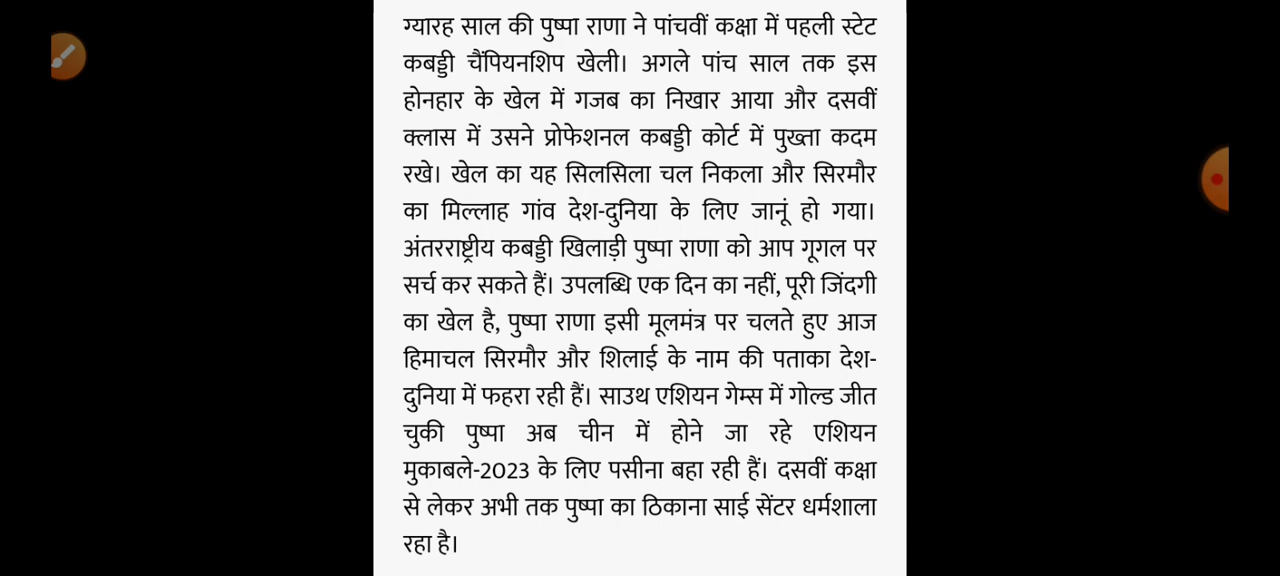 ग्यारह साल की पुष्पा राणा ने पांचवीं कक्षा में पहली स्टेट
कबड्डी चैंपियनशिप खेली। अगले पांच साल तक इस
होनहार के खेल में गजब का निखार आया और दसवीं
क्लास में उसने प्रोफेशनल कबड्डी कोर्ट में पुख्ता कदम
रखे। खेल का यह सिलसिला चल निकला और सिरमौर
का मिल्लाह गांव देश-दुनिया के लिए जानूं हो गया।
अंतरराष्ट्रीय कबड्डी खिलाड़ी पुष्पा राणा को आप गूगल पर
सर्च कर सकते हैं। उपलब्धि एक दिन का नहीं, पूरी जिंदगी
का खेल है, पुष्पा राणा इसी मूलमंत्र पर चलते हुए आज
हिमाचल सिरमौर और शिलाई के नाम की पताका देश-
दुनिया में फहरा रही हैं। साउथ एशियन गेम्स में गोल्ड जीत
चुकी पुष्पा अब चीन में होने जा रहे एशियन
मुकाबले-2023 के लिए पसीना बहा रही हैं। दसवीं कक्षा
से लेकर अभी तक पुष्पा का ठिकाना साई सेंटर धर्मशाला
रहा है।